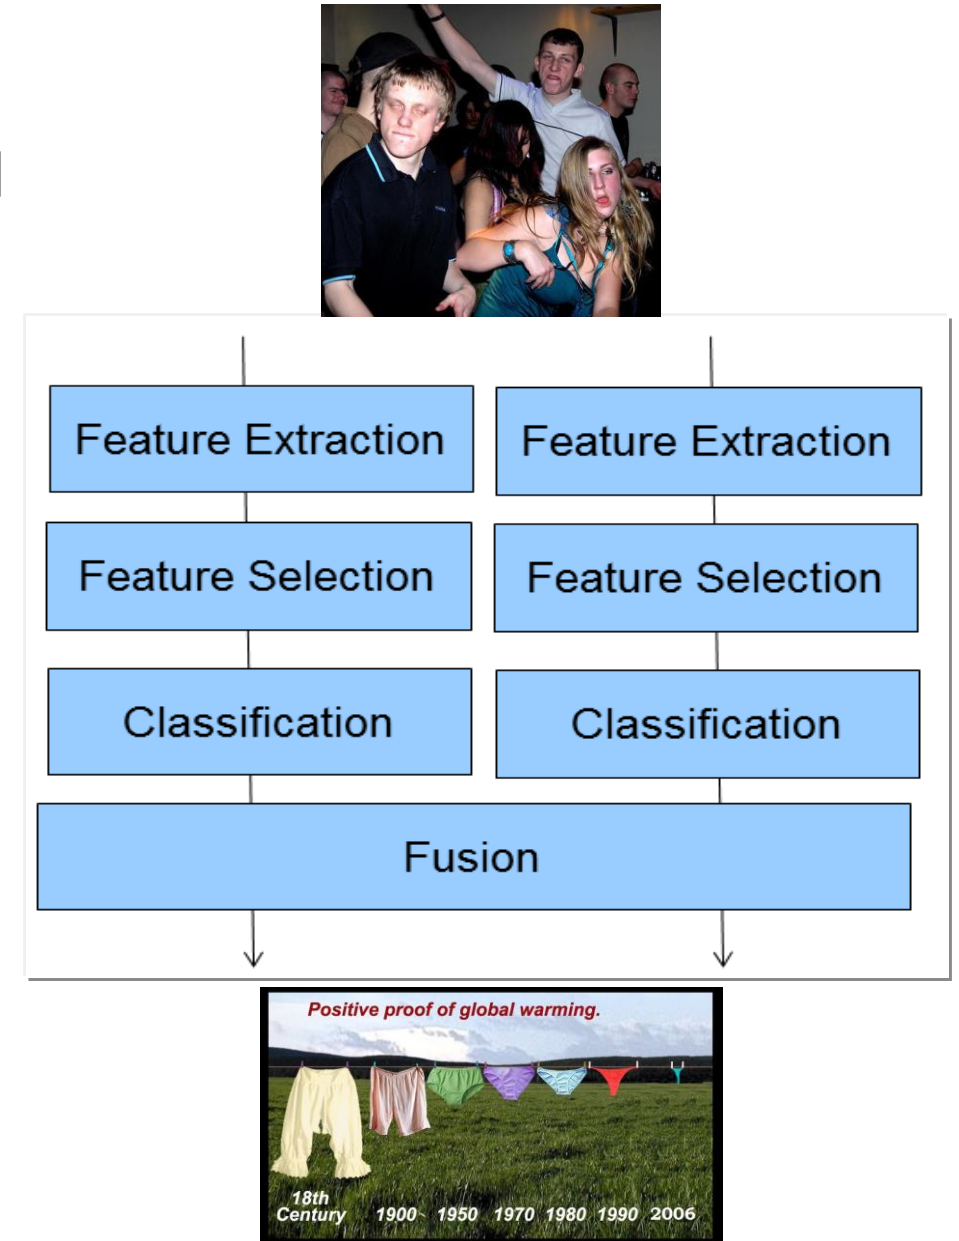 Feature Extraction
Feature Extraction
Feature Selection
Feature Selection
Classification
Classification
Fusion
Positive proof of global warming.
18th
Century 1900 1950 1970 1980 1990 2006